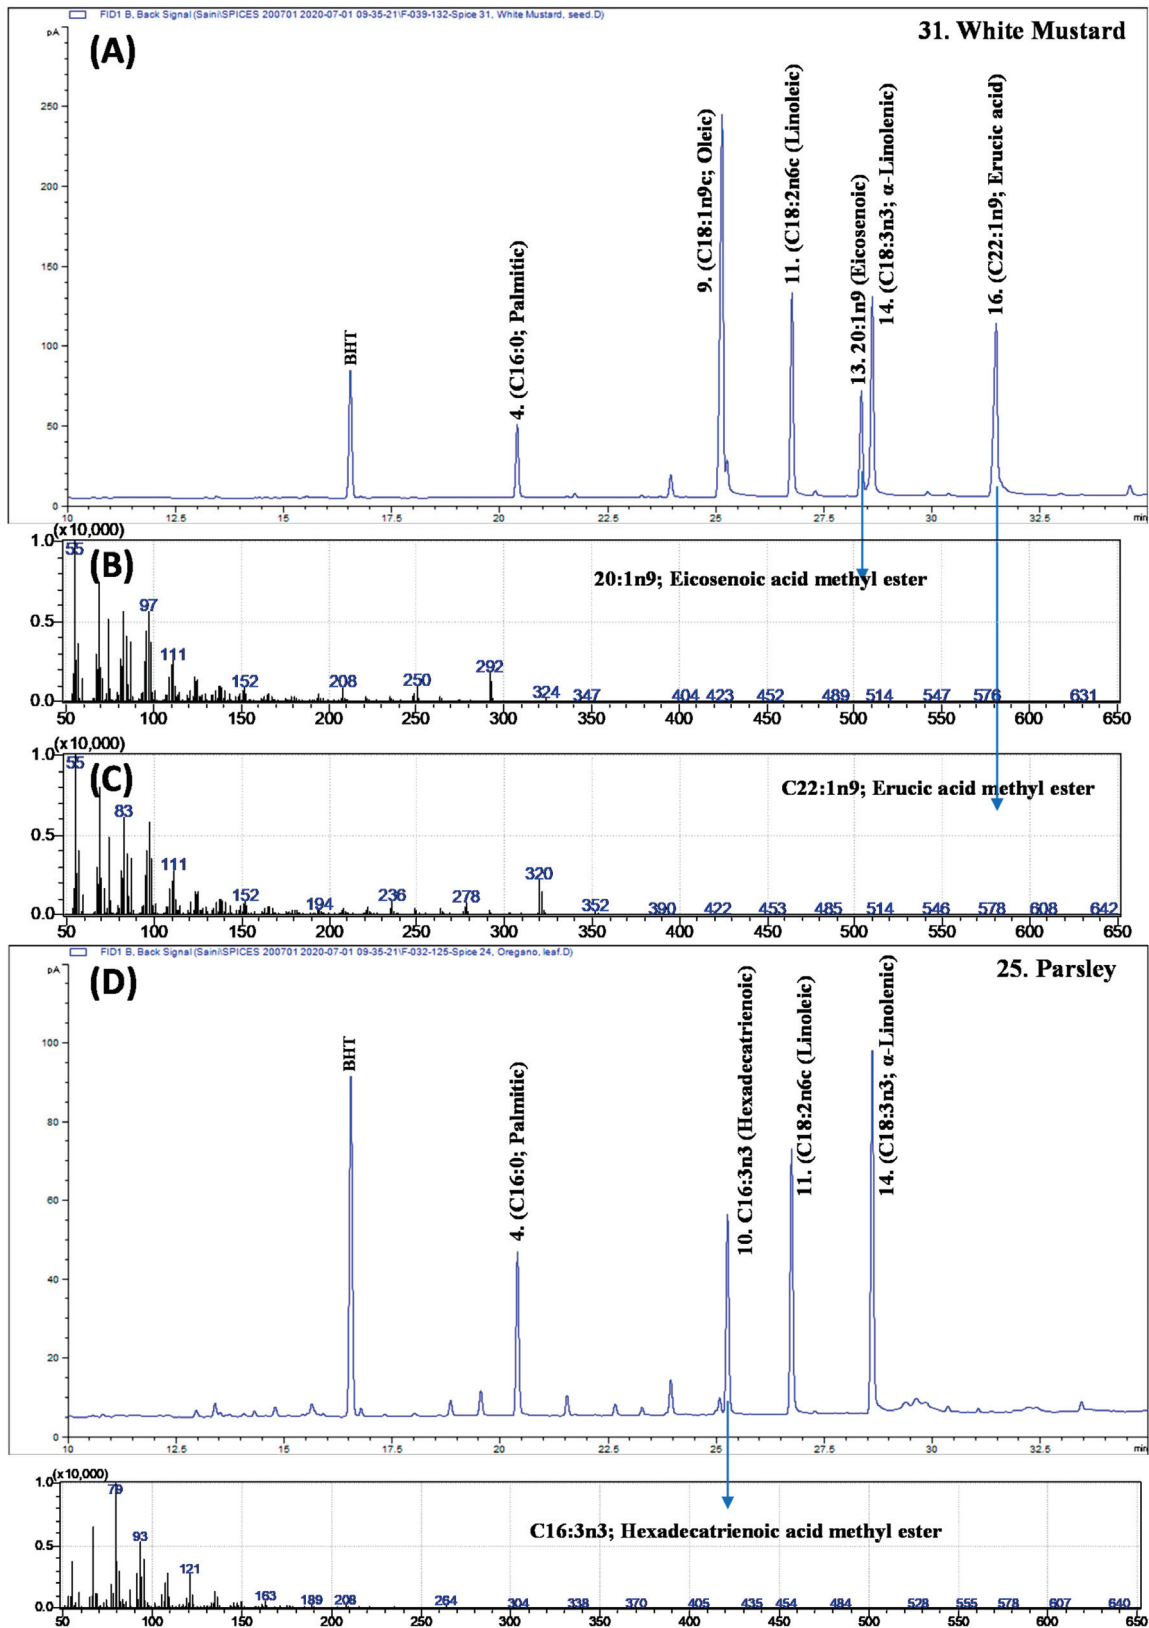 FID1 B, Back Signal (Saini\SPICES 200701 2020-07-01 09-35-21\F-039-132-Spice 31, White Mustard, seed.D)
pA
(A)
31. White Mustard
250
200
150
100
50
0
BHT
4. (C16:0; Palmitic)
9. (C18:1n9c; Oleic)
11. (C18:2n6c (Linoleic)
13. 20:1n9 (Eicosenoic)
14. (C18:3n3; α-Linolenic)
16. (C22:1n9; Erucic acid)
10 12.5 15 17.5 20 22.5 25 27.5 30 32.5 min
(x10,000)
(B)
20:1n9; Eicosenoic acid methyl ester
1.0
0.5
0.0
55 97 111 152 208 250 292 324 347 404 423 452 489 514 547 576 631
50 100 150 200 250 300 350 400 450 500 550 600 650
(x10,000)
(C)
C22:1n9; Erucic acid methyl ester
1.0
0.5
0.0
55 83 111 152 194 236 278 320 352 390 422 453 485 514 546 578 608 642
50 100 150 200 250 300 350 400 450 500 550 600 650
FID1 B, Back Signal (Saini\SPICES 200701 2020-07-01 09-35-21\F-032-125-Spice 24, Oregano, leaf.D)
pA
(D)
25. Parsley
100
80
60
40
20
0
BHT
4. (C16:0; Palmitic)
10. C16:3n3 (Hexadecatrienoic)
11. (C18:2n6c (Linoleic)
14. (C18:3n3; α-Linolenic)
10 12.5 15 17.5 20 22.5 25 27.5 30 32.5 min
(x10,000)
C16:3n3; Hexadecatrienoic acid methyl ester
1.0
0.5
0.0
79 93 121 163 189 208 264 304 338 370 405 435 454 484 528 555 578 607 640
50 100 150 200 250 300 350 400 450 500 550 600 650